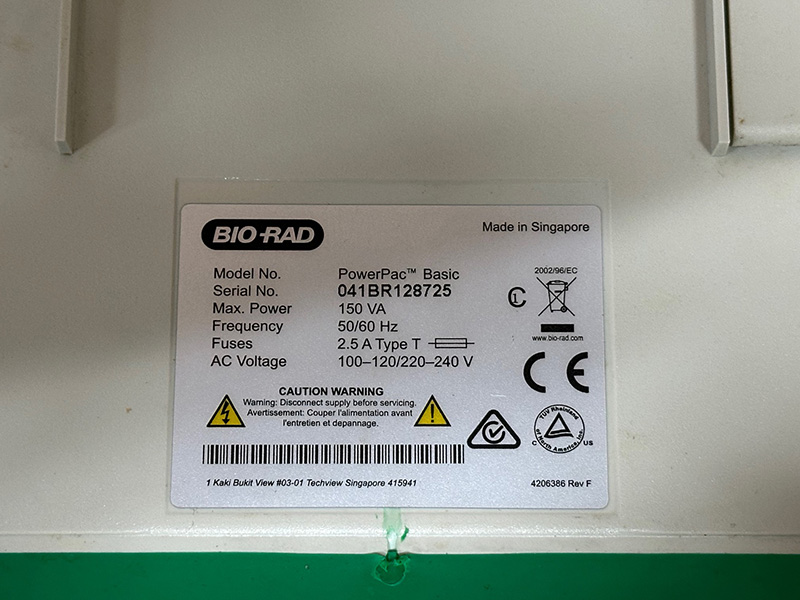 BIO-RAD
Made in Singapore
Model No. PowerPac™ Basic
Serial No. 041BR128725
Max. Power 150 VA
Frequency 50/60 Hz
Fuses 2.5 A Type T
AC Voltage 100–120/220–240 V
2002/96/EC
www.bio-rad.com
CE
CAUTION WARNING
Warning: Disconnect supply before servicing.
Avertissement: Couper l'alimentation avant
l'entretien et depannage.
TUV Rheinland
of North America, Inc.
C US
1 Kaki Bukit View #03-01 Techview Singapore 415941
4206386 Rev F